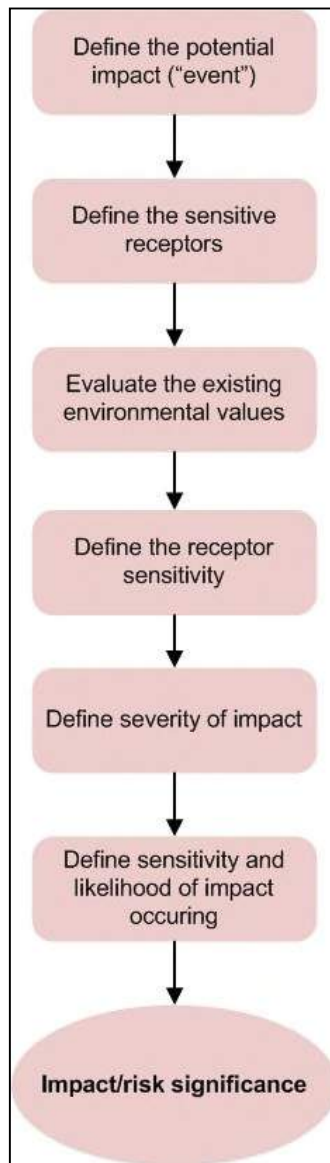 Define the potential
impact (“event”)
Define the sensitive
receptors
Evaluate the existing
environmental values
Define the receptor
sensitivity
Define severity of impact
Define sensitivity and
likelihood of impact
occuring
Impact/risk significance